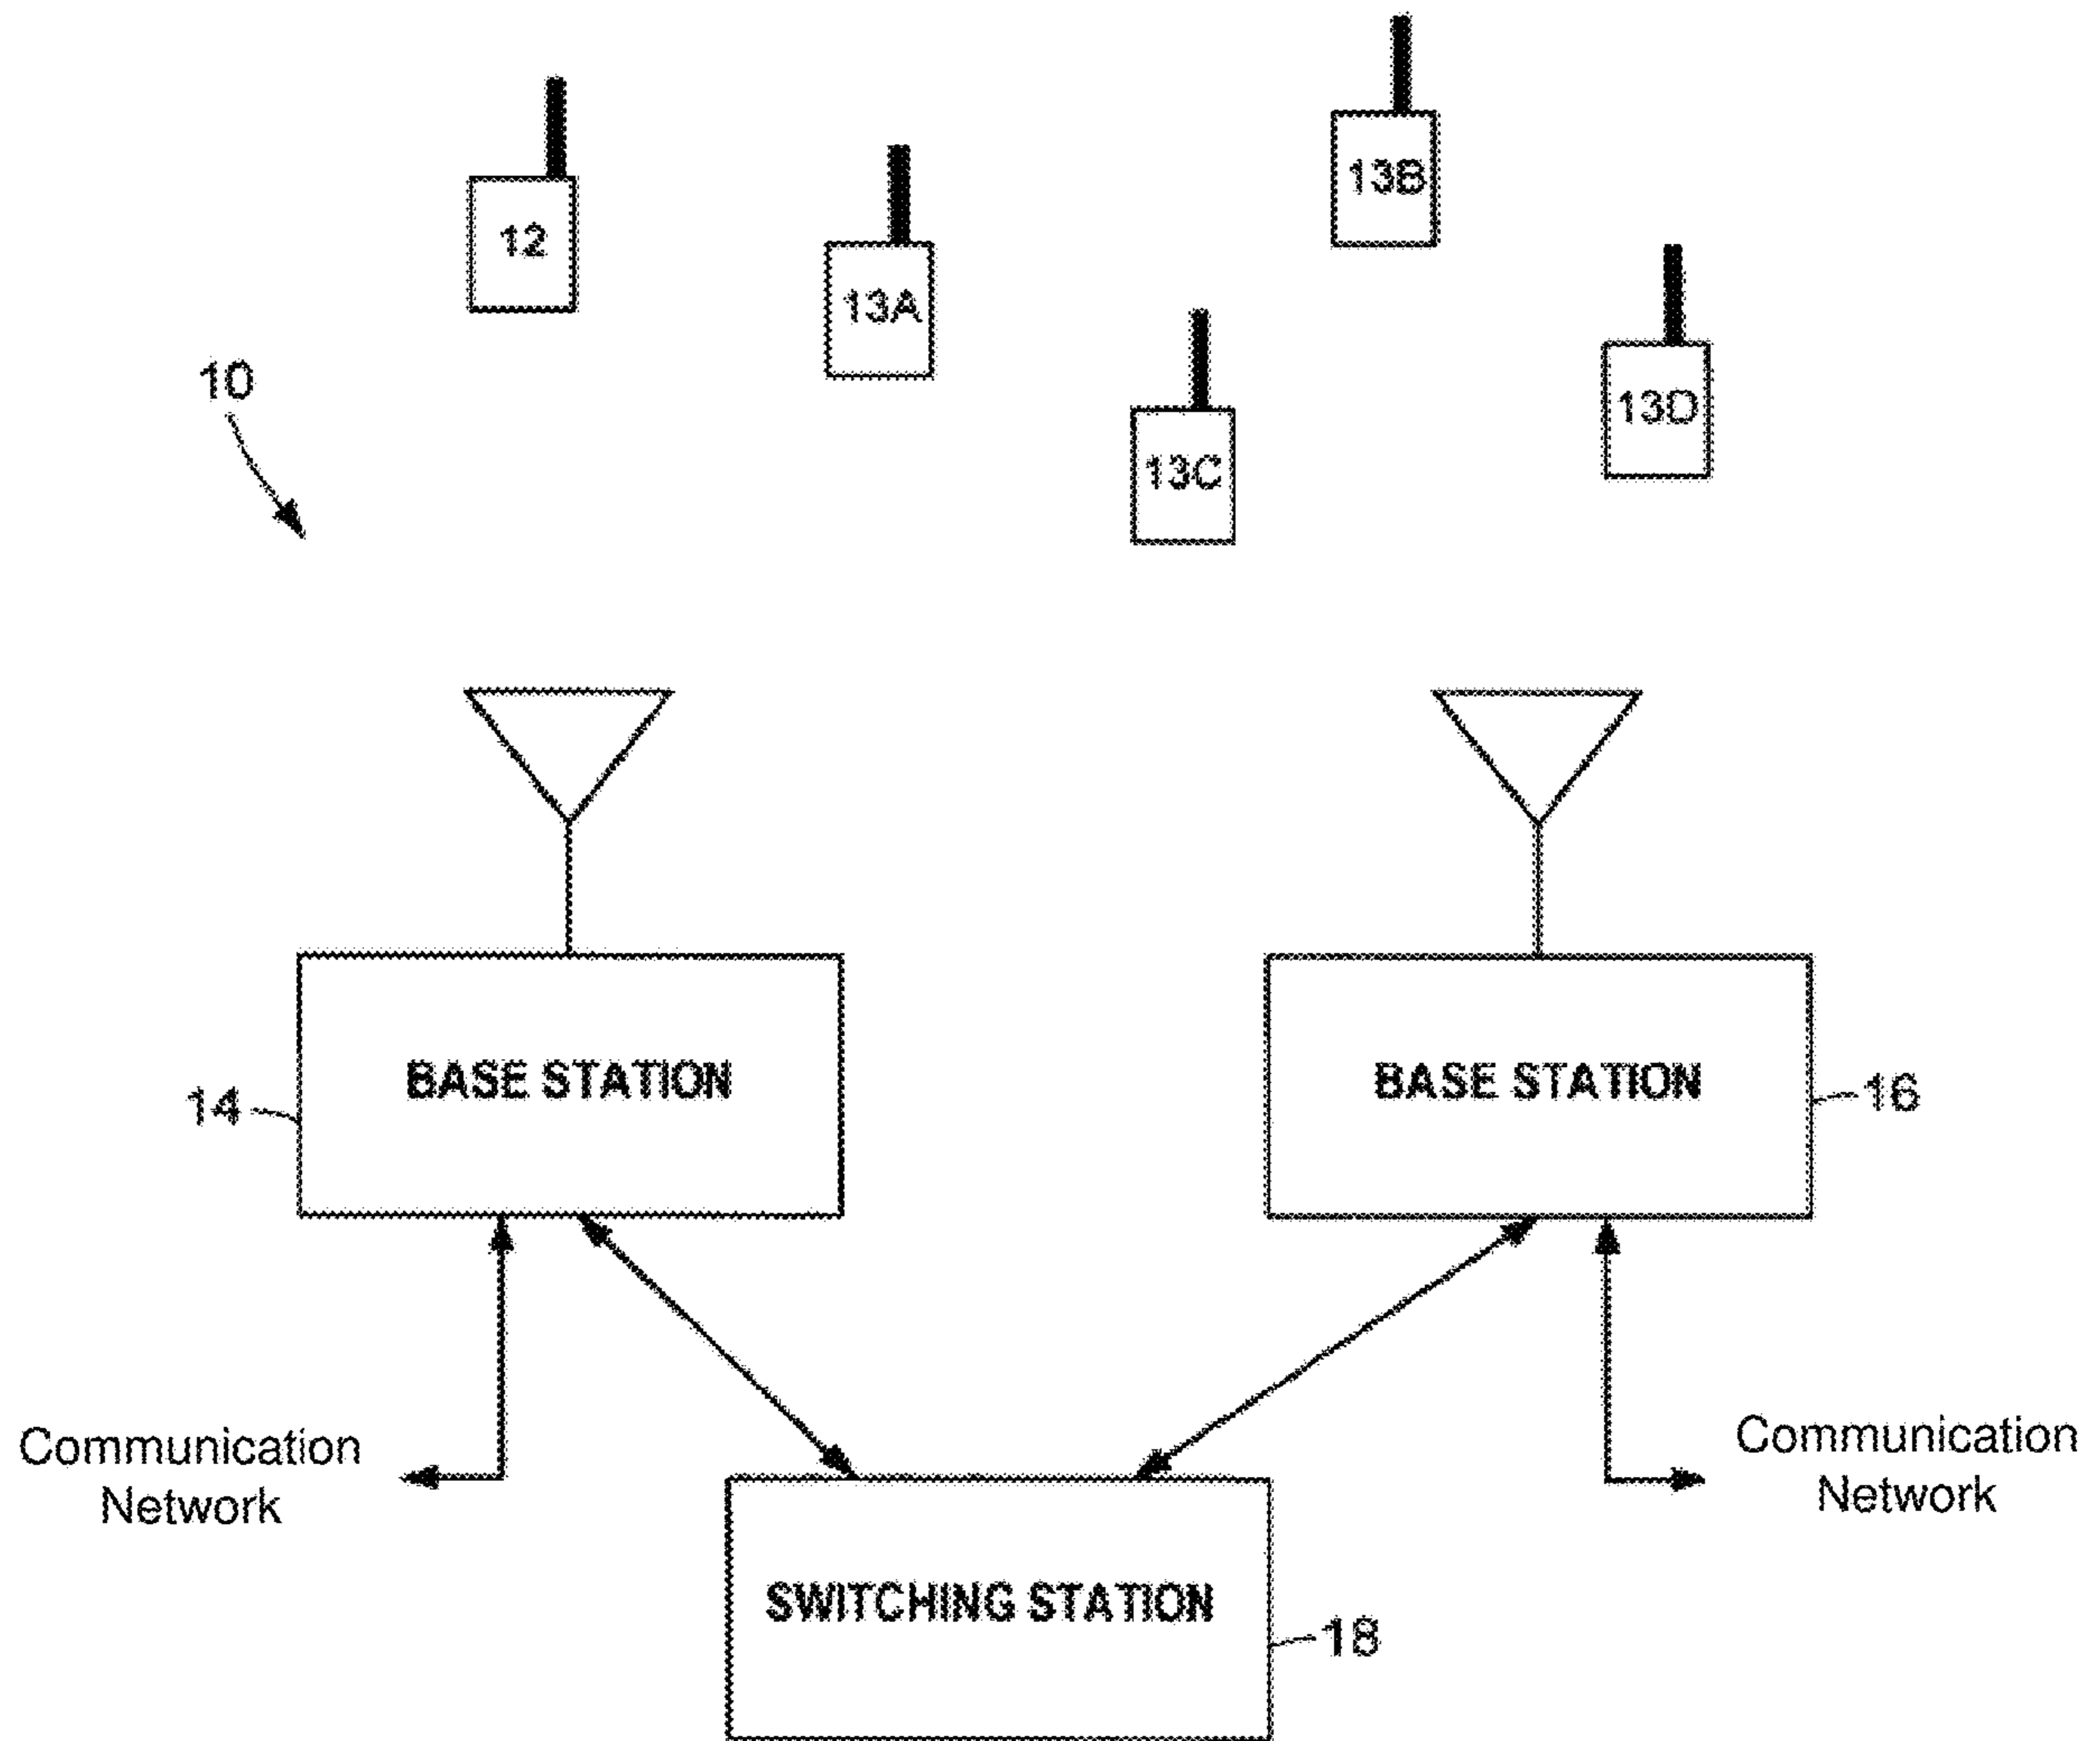 13B
12
13A
13D
10
13C
BASE STATION
BASE STATION
14
16
Communication
Network
Communication
Network
SWITCHING STATION
18